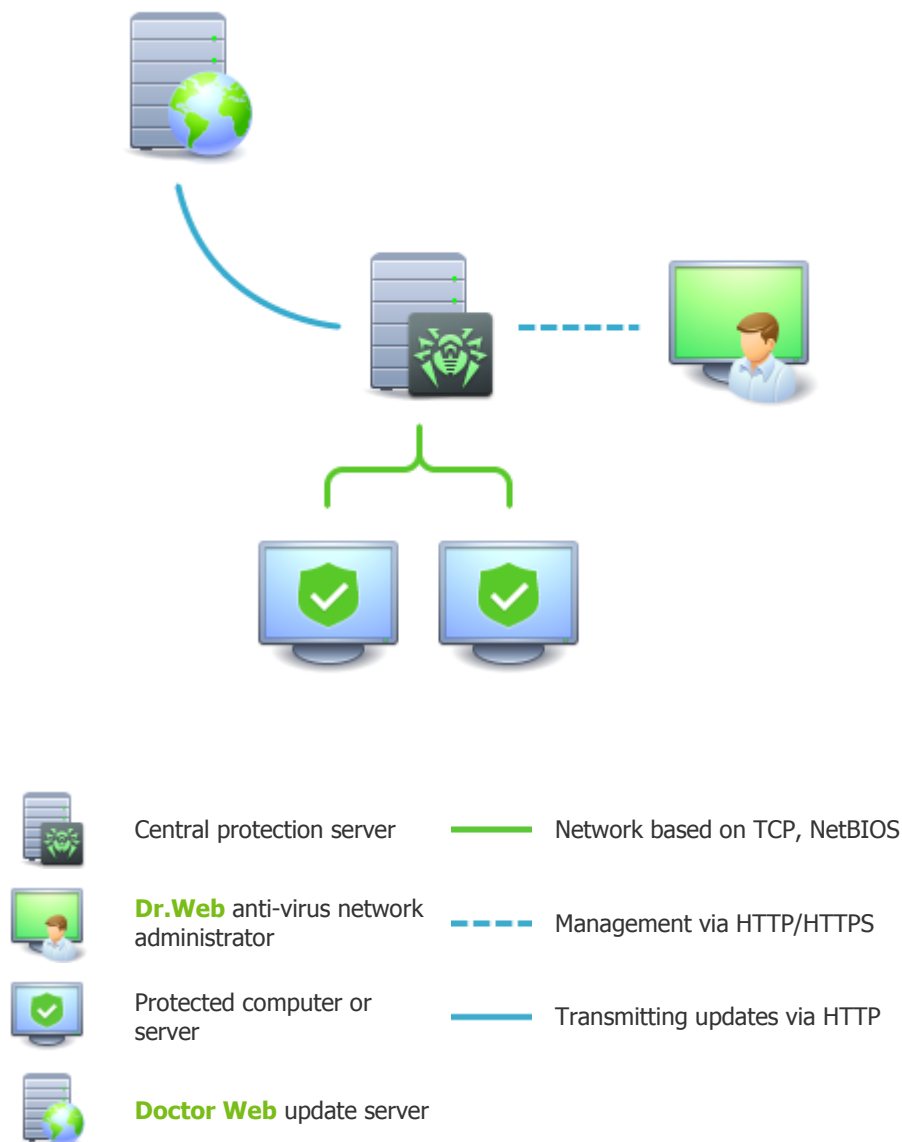 Central protection server
Network based on TCP, NetBIOS
Dr.Web anti-virus network
administrator
Management via HTTP/HTTPS
Protected computer or
server
Transmitting updates via HTTP
Doctor Web update server